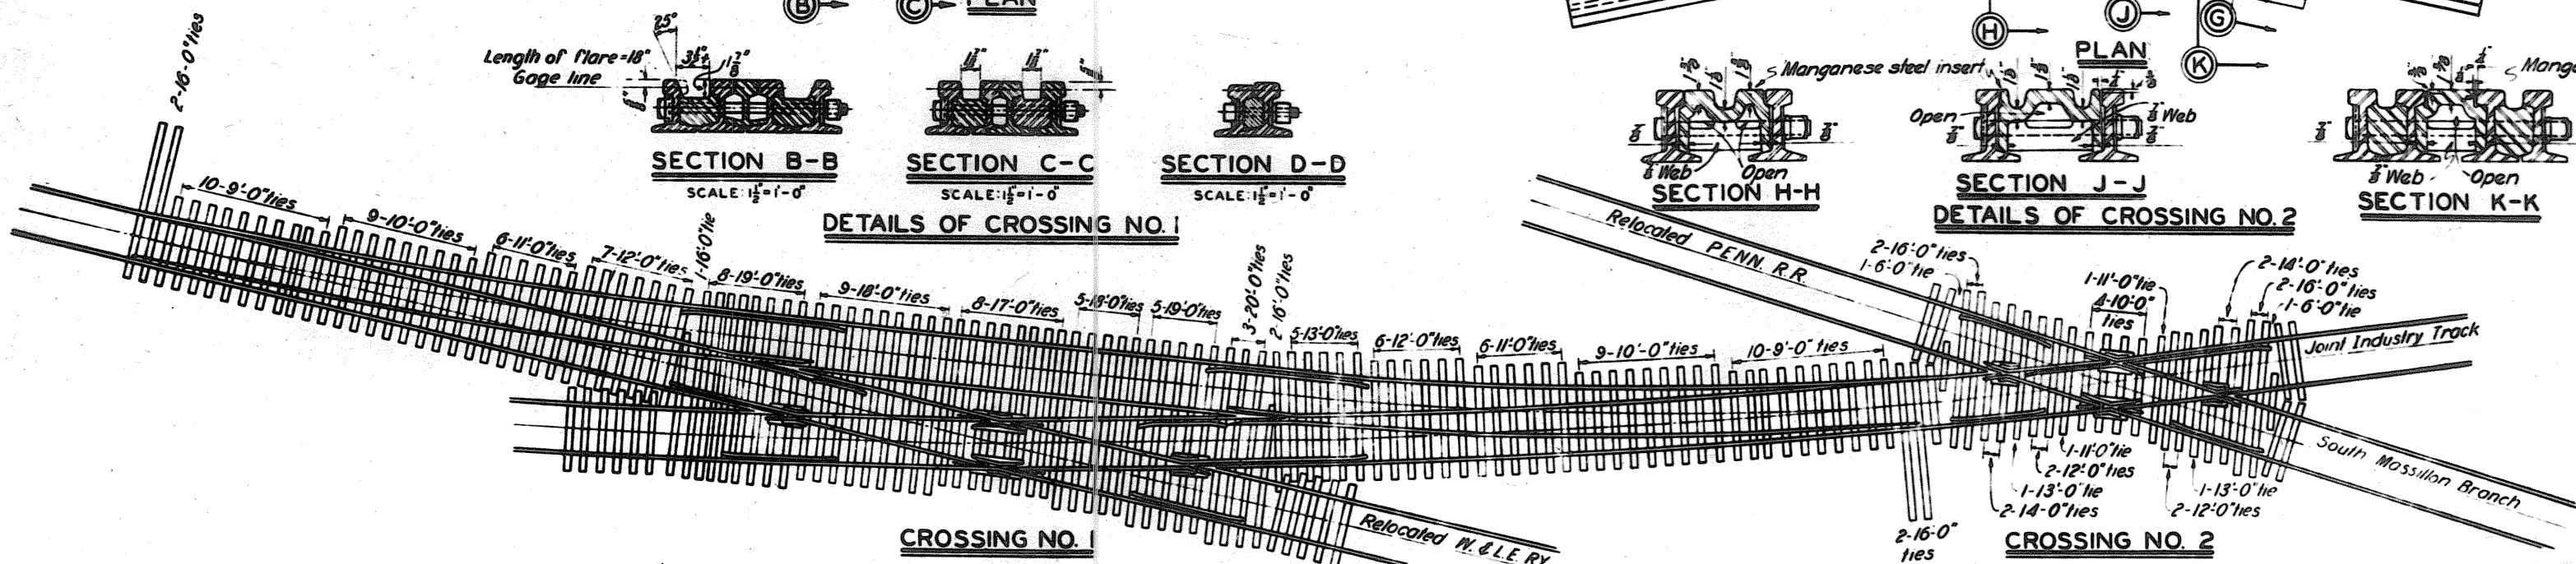 B
C
PLAN
H
J
G
K
PLAN
25°
Length of flare=18"
Gage line
SECTION B-B
SCALE:1½"=1'-0"
SECTION C-C
SCALE:1½"=1'-0"
SECTION D-D
SCALE:1½"=1'-0"
DETAILS OF CROSSING NO. 1
Manganese steel insert
Open
⅞" Web
⅞" Web
Open
SECTION H-H
SECTION J-J
DETAILS OF CROSSING NO. 2
⅞" Web
Open
SECTION K-K
2-16'-0" ties
10-9'-0" ties
9-10'-0" ties
6-11'-0" ties
7-12'-0" ties
1-16'-0" tie
8-19'-0" ties
9-18'-0" ties
8-17'-0" ties
5-18'-0" ties
5-19'-0" ties
3-20'-0" ties
2-16'-0" ties
5-13'-0" ties
6-12'-0" ties
6-11'-0" ties
9-10'-0" ties
10-9'-0" ties
Relocated PENN. R.R.
2-16'-0" ties
1-6'-0" tie
1-11'-0" tie
4-10'-0"
ties
2-14'-0" ties
2-16'-0" ties
1-6'-0" tie
Joint Industry Track
South Massillon Branch
1-11'-0" tie
2-12'-0" ties
1-13'-0" tie
2-14'-0" ties
1-13'-0" tie
2-12'-0" ties
2-16'-0"
ties
Relocated W. & L.E. RY
CROSSING NO. 1
CROSSING NO. 2